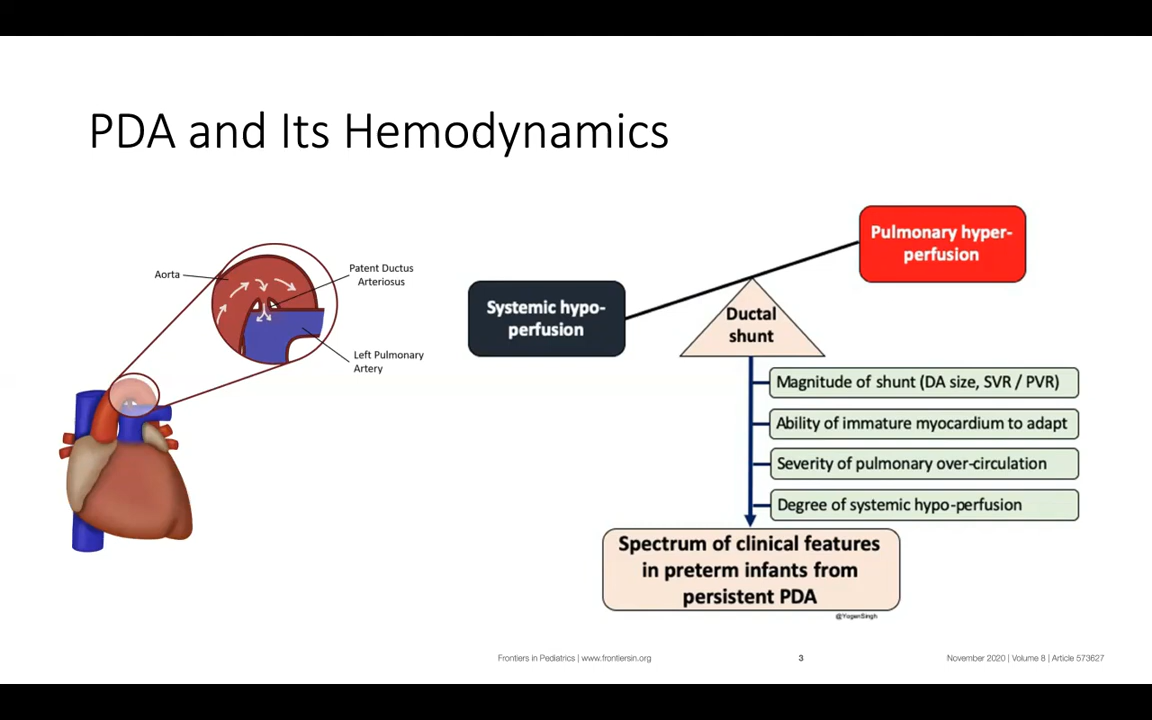 PDA and Its Hemodynamics
Aorta
Patent Ductus
Arteriosus
Left Pulmonary
Artery
Pulmonary hyper-
perfusion
Systemic hypo-
perfusion
Ductal
shunt
Magnitude of shunt (DA size, SVR / PVR)
Ability of immature myocardium to adapt
Severity of pulmonary over-circulation
Degree of systemic hypo-perfusion
Spectrum of clinical features
in preterm infants from
persistent PDA
@YogenSingh
Frontiers in Pediatrics | www.frontiersin.org
3
November 2020 | Volume 8 | Article 573627